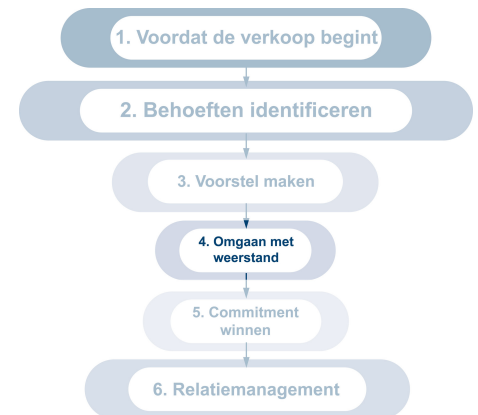 1. Voordat de verkoop begint
2. Behoeften identificeren
3. Voorstel maken
4. Omgaan met
weerstand
5. Commitment
winnen
6. Relatiemanagement